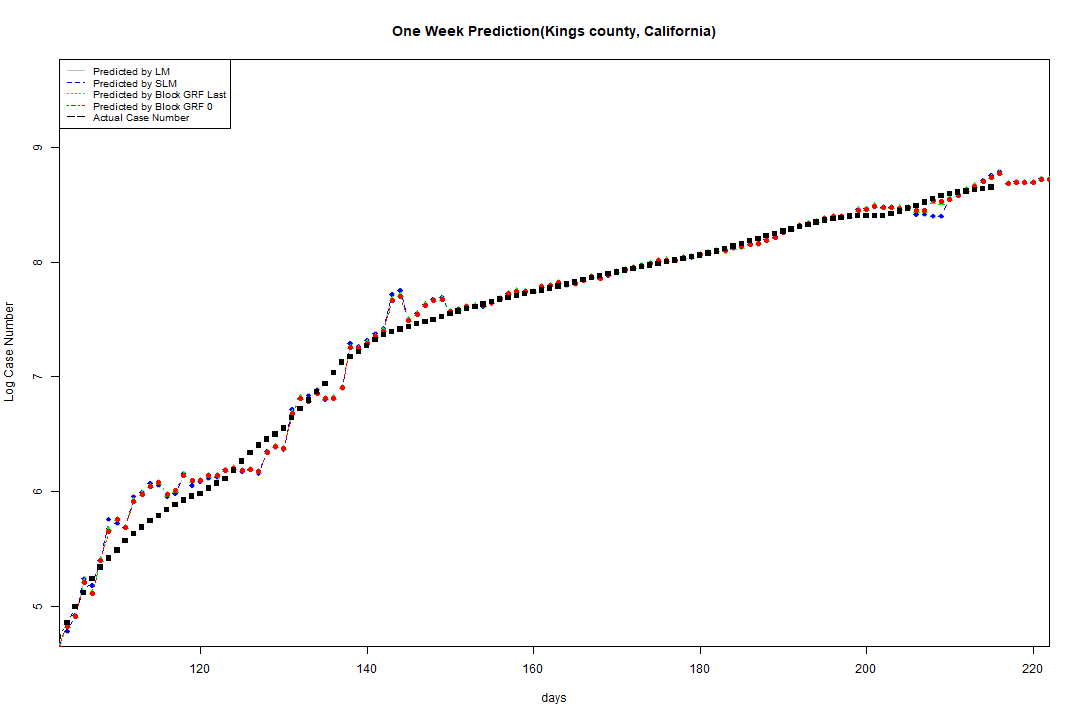 One Week Prediction(Kings county, California)
Predicted by LM
Predicted by SLM
Predicted by Block GRF Last
Predicted by Block GRF 0
Actual Case Number
9
8
7
6
5
Log Case Number
120
140
160
180
200
220
days